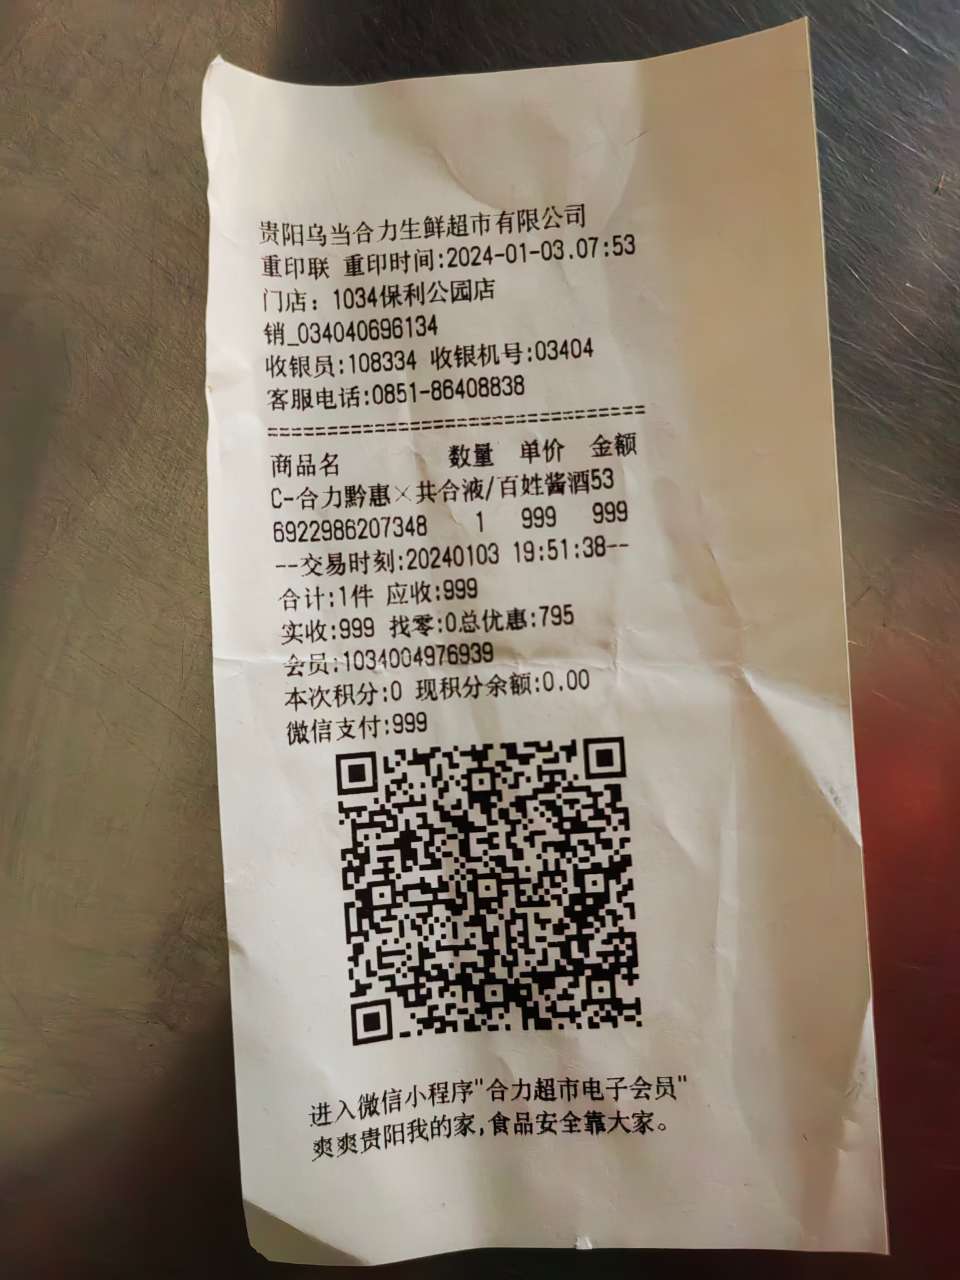 贵阳乌当合力生鲜超市有限公司
重印联 重印时间:2024-01-03.07:53
门店：1034保利公园店
销_034040696134
收银员:108334 收银机号:03404
客服电话:0851-86408838
================================
商品名 数量 单价 金额
C-合力黔惠×共合液/百姓酱酒53
6922986207348 1 999 999
--交易时刻:20240103 19:51:38--
合计:1件 应收:999
实收:999 找零:0总优惠:795
会员:1034004976939
本次积分:0 现积分余额:0.00
微信支付:999
进入微信小程序"合力超市电子会员"
爽爽贵阳我的家,食品安全靠大家。